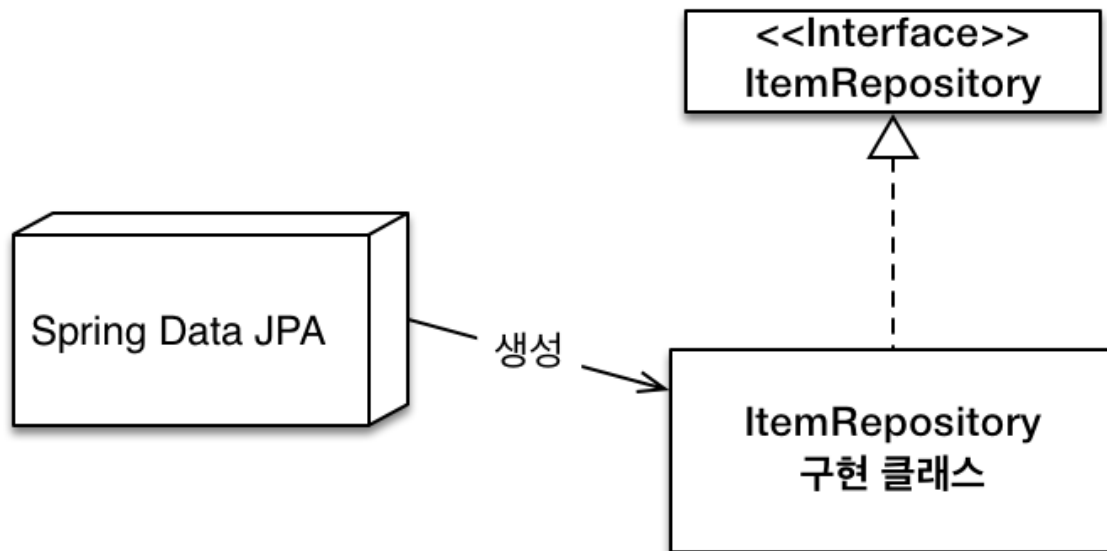 <<Interface>>
ItemRepository
Spring Data JPA
생성
ItemRepository
구현 클래스